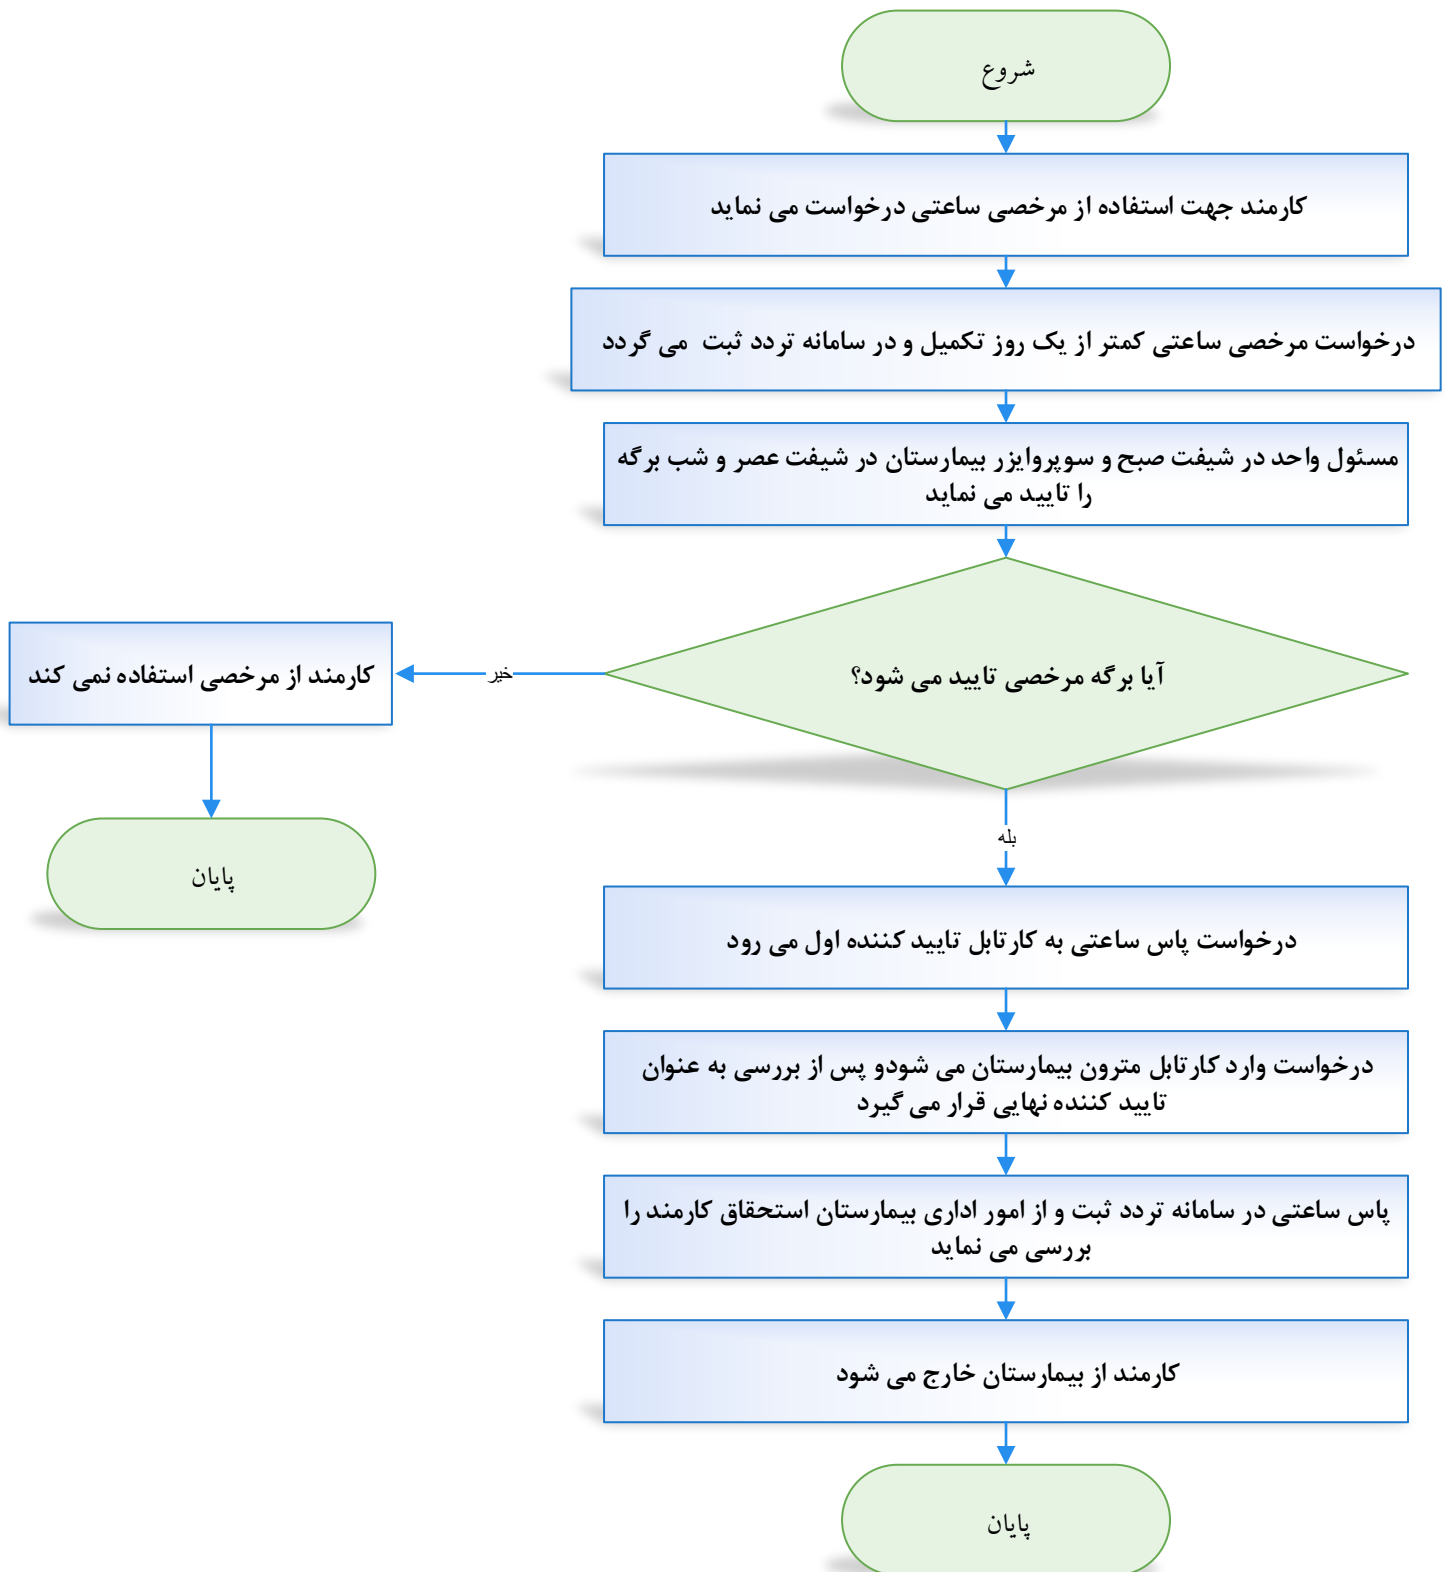 شروع
کارمند جهت استفاده از مرخصی ساعتی درخواست می نماید
درخواست مرخصی ساعتی کمتر از یک روز تکمیل و در سامانه تردد ثبت می گردد
مسئول واحد در شیفت صبح و سوپروایزر بیمارستان در شیفت عصر و شب برگه
را تایید می نماید
آیا برگه مرخصی تایید می شود؟
خیر
کارمند از مرخصی استفاده نمی کند
پایان
بله
درخواست پاس ساعتی به کارتابل تایید کننده اول می رود
درخواست وارد کارتابل مترون بیمارستان می شودو پس از بررسی به عنوان
تایید کننده نهایی قرار می گیرد
پاس ساعتی در سامانه تردد ثبت و از امور اداری بیمارستان استحقاق کارمند را
بررسی می نماید
کارمند از بیمارستان خارج می شود
پایان